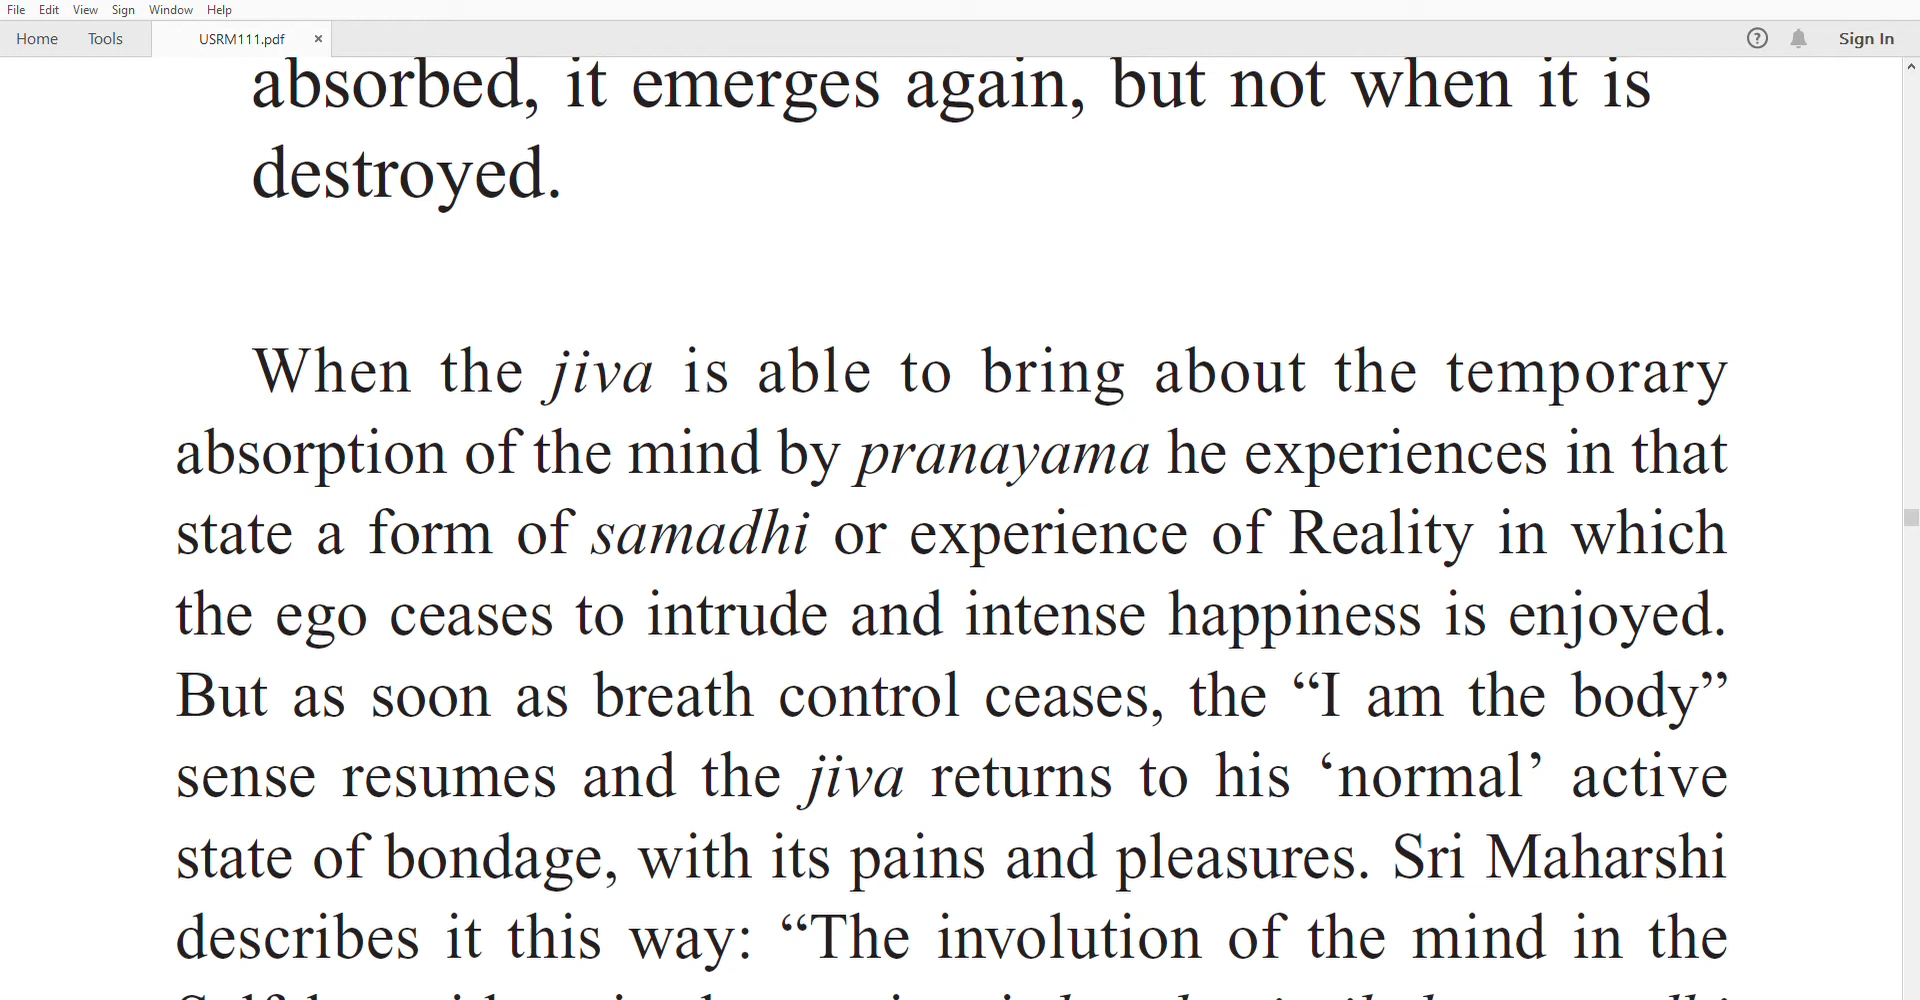 File Edit View Sign Window Help
Home Tools USRM111.pdf × ? Sign In
absorbed, it emerges again, but not when it is
destroyed.
When the jiva is able to bring about the temporary
absorption of the mind by pranayama he experiences in that
state a form of samadhi or experience of Reality in which
the ego ceases to intrude and intense happiness is enjoyed.
But as soon as breath control ceases, the “I am the body”
sense resumes and the jiva returns to his ‘normal’ active
state of bondage, with its pains and pleasures. Sri Maharshi
describes it this way: “The involution of the mind in the